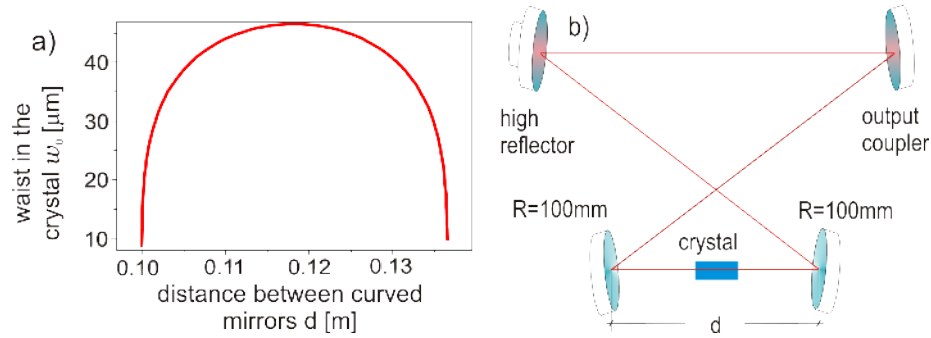 a)
40
30
20
10
waist in the
crystal w₀ [µm]
0.10
0.11
0.12
0.13
distance between curved
mirrors d [m]
b)
high
reflector
output
coupler
R=100mm
R=100mm
crystal
d